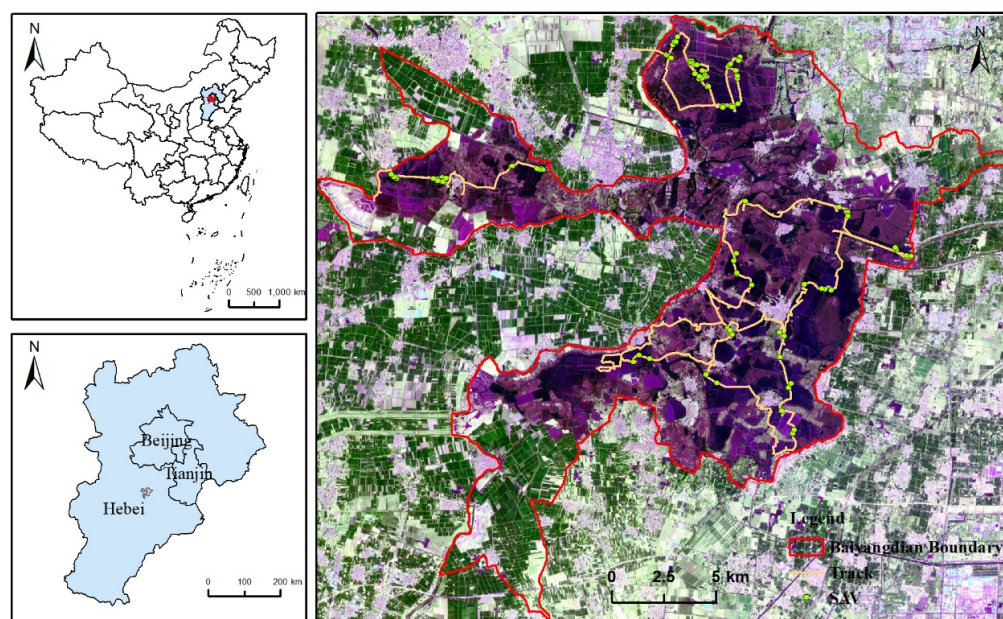 N
0 500 1,000 km
N
Beijing
Tianjin
Hebei
0 100 200 km
N
Legend
Baiyangdian Boundary
Track
SAV
0 2.5 5 km